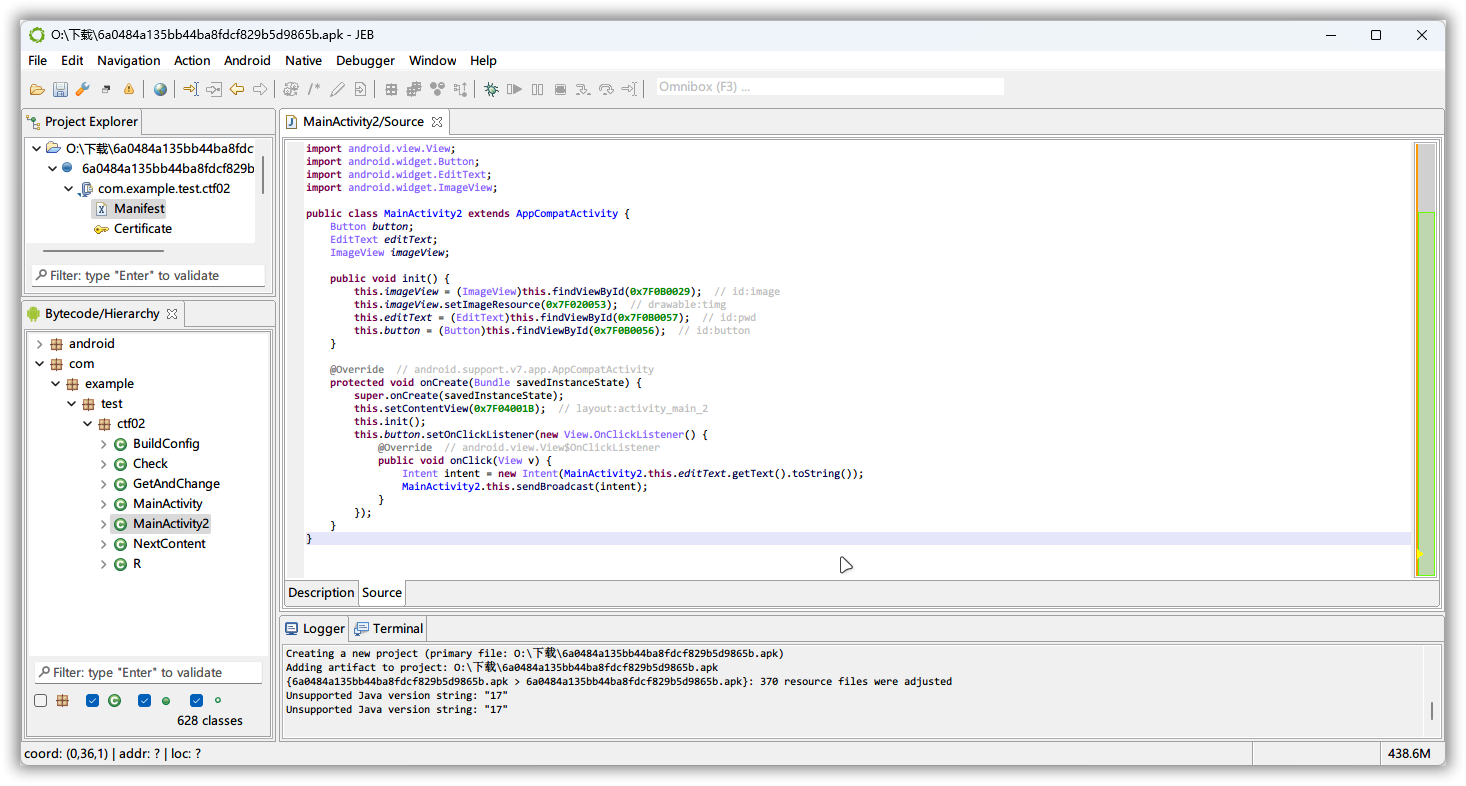 O:\下载\6a0484a135bb44ba8fdcf829b5d9865b.apk - JEB
File Edit Navigation Action Android Native Debugger Window Help
Omnibox (F3) ...
Project Explorer
O:\下载\6a0484a135bb44ba8fdc
6a0484a135bb44ba8fdcf829b
com.example.test.ctf02
Manifest
Certificate
Filter: type "Enter" to validate
Bytecode/Hierarchy
android
com
example
test
ctf02
BuildConfig
Check
GetAndChange
MainActivity
MainActivity2
NextContent
R
Filter: type "Enter" to validate
628 classes
MainActivity2/Source
import android.view.View;
import android.widget.Button;
import android.widget.EditText;
import android.widget.ImageView;
public class MainActivity2 extends AppCompatActivity {
    Button button;
    EditText editText;
    ImageView imageView;
    public void init() {
        this.imageView = (ImageView)this.findViewById(0x7F0B0029);  // id:image
        this.imageView.setImageResource(0x7F020053);  // drawable:timg
        this.editText = (EditText)this.findViewById(0x7F0B0057);  // id:pwd
        this.button = (Button)this.findViewById(0x7F0B0056);  // id:button
    }
    @Override  // android.support.v7.app.AppCompatActivity
    protected void onCreate(Bundle savedInstanceState) {
        super.onCreate(savedInstanceState);
        this.setContentView(0x7F04001B);  // layout:activity_main_2
        this.init();
        this.button.setOnClickListener(new View.OnClickListener() {
            @Override  // android.view.View$OnClickListener
            public void onClick(View v) {
                Intent intent = new Intent(MainActivity2.this.editText.getText().toString());
                MainActivity2.this.sendBroadcast(intent);
            }
        });
    }
}
Description Source
Logger Terminal
Creating a new project (primary file: O:\下载\6a0484a135bb44ba8fdcf829b5d9865b.apk)
Adding artifact to project: O:\下载\6a0484a135bb44ba8fdcf829b5d9865b.apk
{6a0484a135bb44ba8fdcf829b5d9865b.apk > 6a0484a135bb44ba8fdcf829b5d9865b.apk}: 370 resource files were adjusted
Unsupported Java version string: "17"
Unsupported Java version string: "17"
coord: (0,36,1) | addr: ? | loc: ?
438.6M